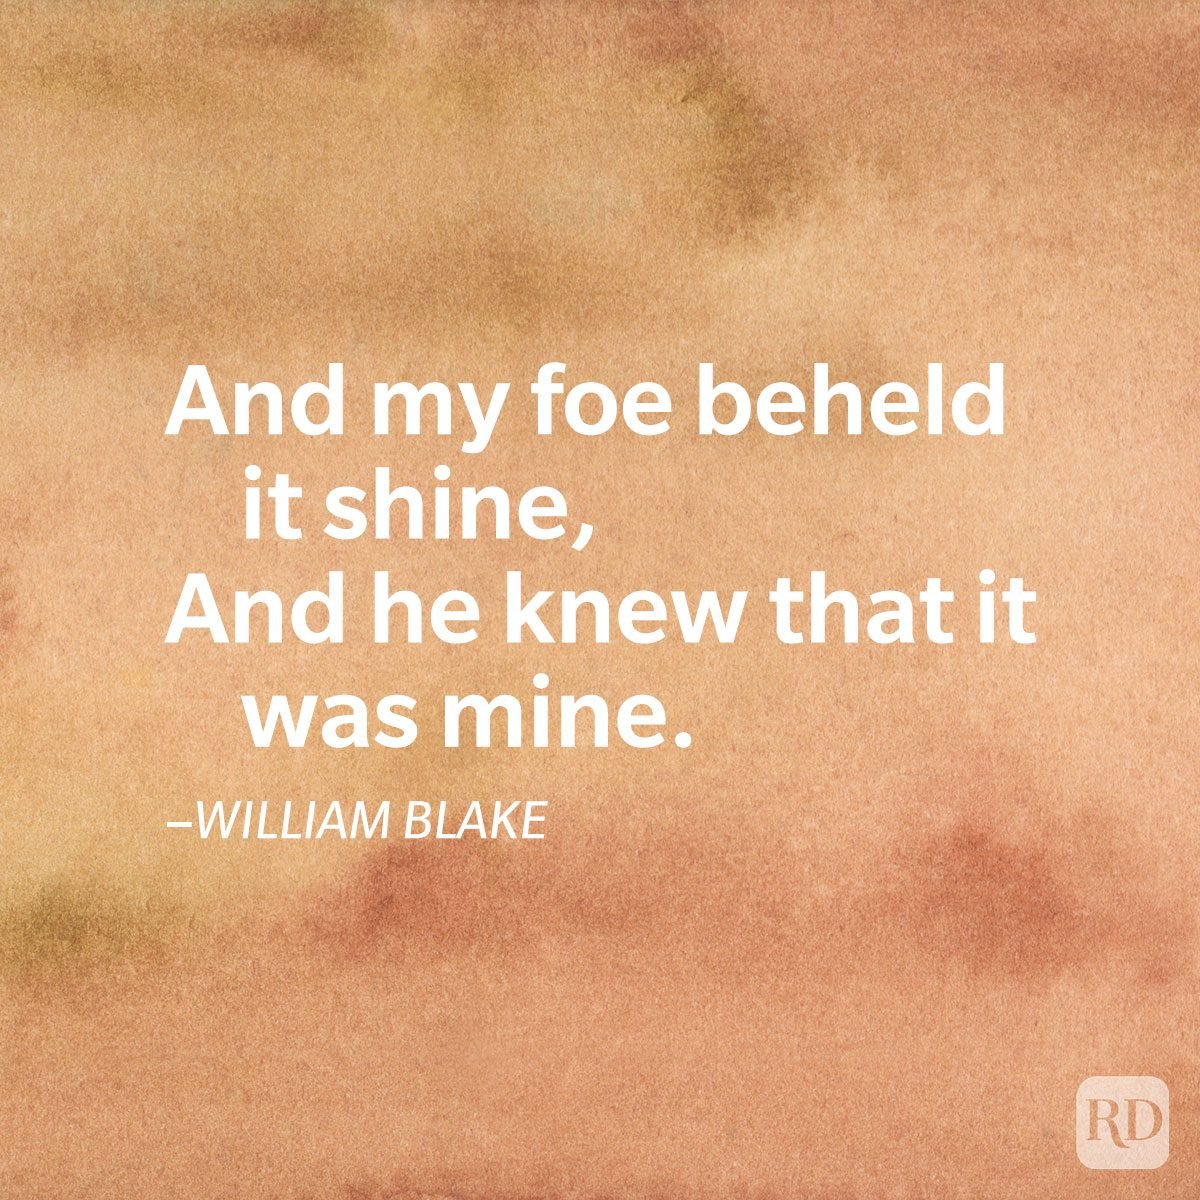 And my foe beheld
it shine,
And he knew that it
was mine.
–WILLIAM BLAKE
RD